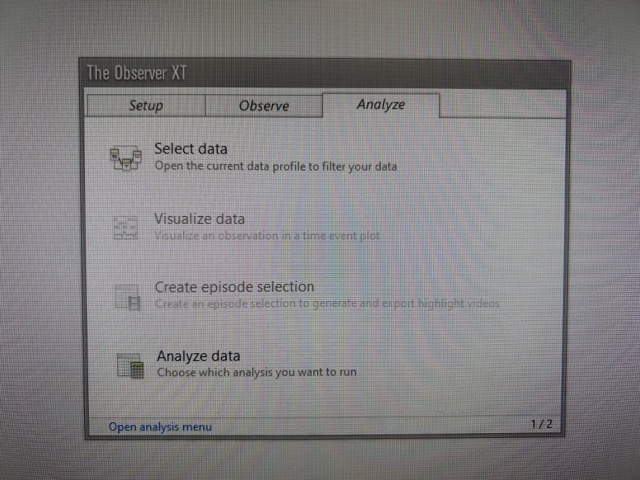 The Observer XT
Setup Observe Analyze
Select data
Open the current data profile to filter your data
Visualize data
Visualize an observation in a time event plot
Create episode selection
Create an episode selection to generate and export highlight videos
Analyze data
Choose which analysis you want to run
Open analysis menu 1 / 2